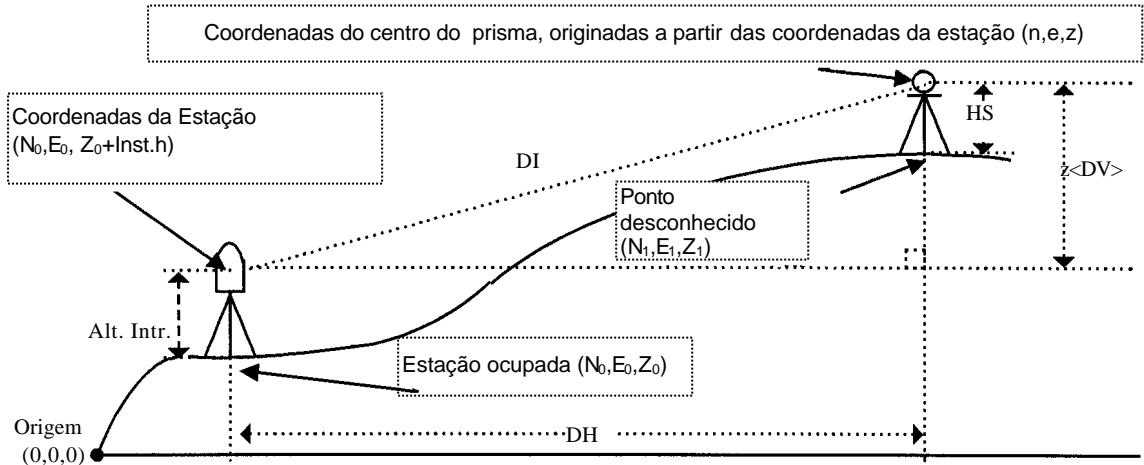 Coordenadas do centro do prisma, originadas a partir das coordenadas da estação (n,e,z)
Coordenadas da Estação
(N₀,E₀, Z₀+Inst.h)
HS
DI
z<DV>
Ponto
desconhecido
(N₁,E₁,Z₁)
Alt. Intr.
Estação ocupada (N₀,E₀,Z₀)
Origem
(0,0,0)
DH